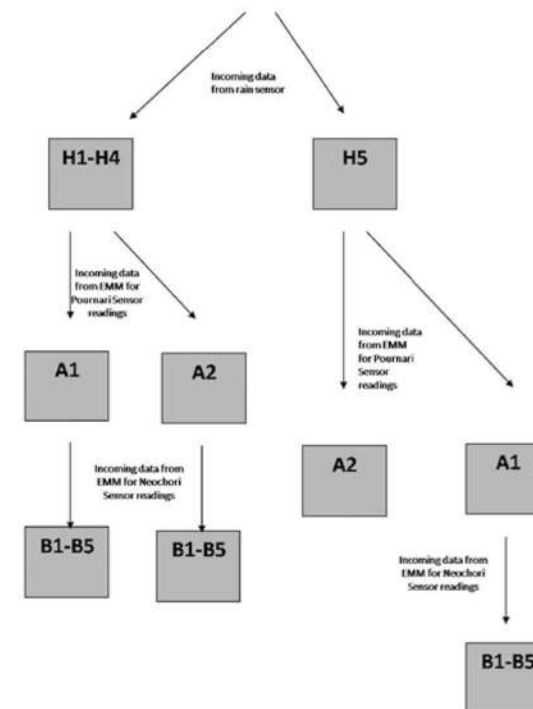 Incoming data
from rain sensor
H1-H4
H5
Incoming data
from EMM for
Pournari Sensor
readings
Incoming data
from EMM
for Pournari
Sensor
readings
A1
A2
A2
A1
Incoming data from
EMM for Neochori
Sensor readings
B1-B5
B1-B5
Incoming data from
EMM for Neochori
Sensor readings
B1-B5